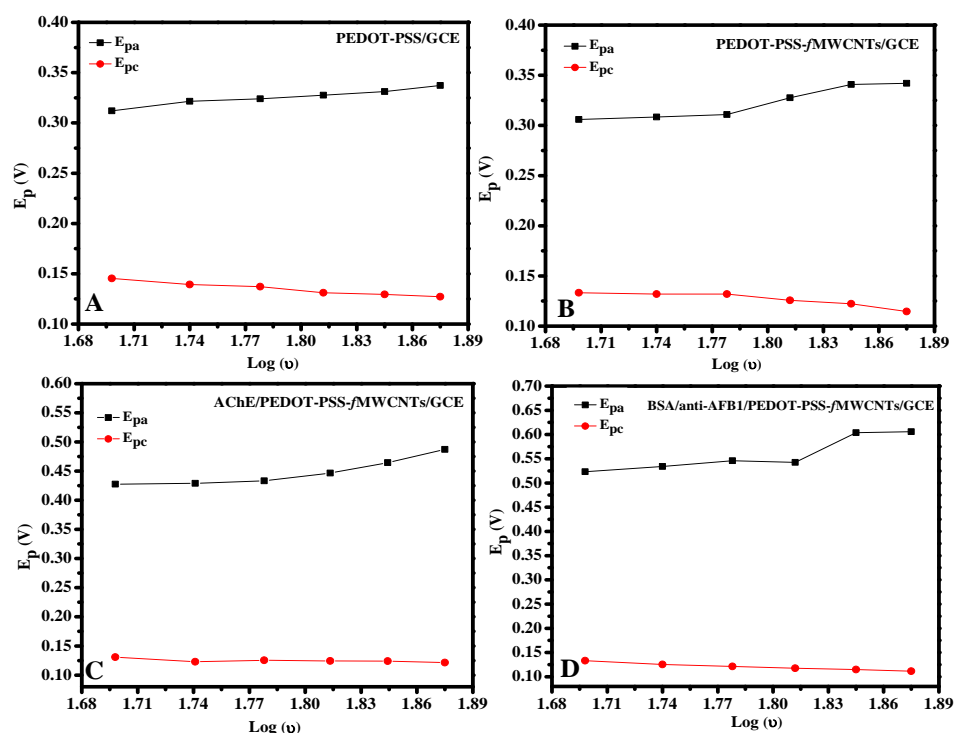 PEDOT-PSS/GCE
Epa
Epc
Ep (V)
0.40
0.35
0.30
0.25
0.20
0.15
0.10
A
1.68 1.71 1.74 1.77 1.80 1.83 1.86 1.89
Log (υ)
PEDOT-PSS-fMWCNTs/GCE
Epa
Epc
Ep (V)
0.40
0.35
0.30
0.25
0.20
0.15
0.10
B
1.68 1.71 1.74 1.77 1.80 1.83 1.86 1.89
Log (υ)
AChE/PEDOT-PSS-fMWCNTs/GCE
Epa
Epc
Ep (V)
0.60
0.50
0.45
0.40
0.35
0.30
0.25
0.20
0.15
0.10
C
1.68 1.71 1.74 1.77 1.80 1.83 1.86 1.89
Log (υ)
BSA/anti-AFB1/PEDOT-PSS-fMWCNTs/GCE
Epa
Epc
Ep (V)
0.70
0.60
0.55
0.50
0.45
0.40
0.35
0.30
0.25
0.20
0.15
0.10
D
1.68 1.71 1.74 1.77 1.80 1.83 1.86 1.89
Log (υ)